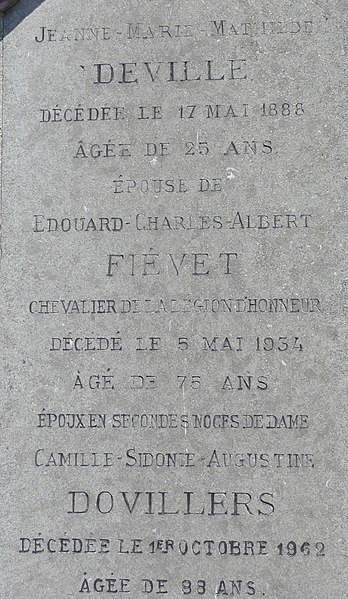 JEANNE-MARIE-MATHILDE
DEVILLE
DÉCÉDÉE LE 17 MAI 1888
ÂGÉE DE 25 ANS
ÉPOUSE DE
EDOUARD-CHARLES-ALBERT
FIÉVET
CHEVALIER DE LA LÉGION D'HONNEUR
DÉCÉDÉ LE 5 MAI 1934
ÂGÉ DE 75 ANS
ÉPOUX EN SECONDES NOCES DE DAME
CAMILLE-SIDONIE-AUGUSTINE
DOVILLERS
DÉCÉDÉE LE 1ER OCTOBRE 1962
ÂGÉE DE 88 ANS.